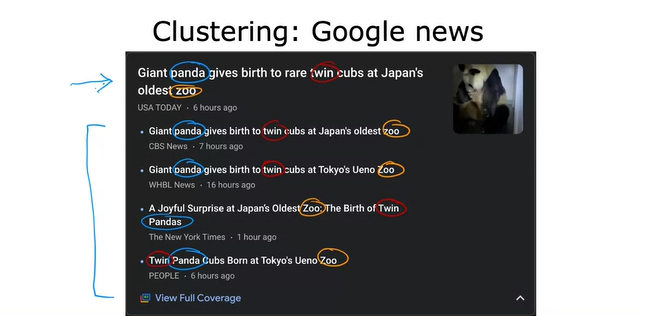 Clustering: Google news
Giant panda gives birth to rare twin cubs at Japan's
oldest zoo
USA TODAY • 6 hours ago
• Giant panda gives birth to twin cubs at Japan's oldest zoo
CBS News • 7 hours ago
• Giant panda gives birth to twin cubs at Tokyo's Ueno Zoo
WHBL News • 16 hours ago
• A Joyful Surprise at Japan's Oldest Zoo: The Birth of Twin
Pandas
The New York Times • 1 hour ago
• Twin Panda Cubs Born at Tokyo's Ueno Zoo
PEOPLE • 6 hours ago
View Full Coverage